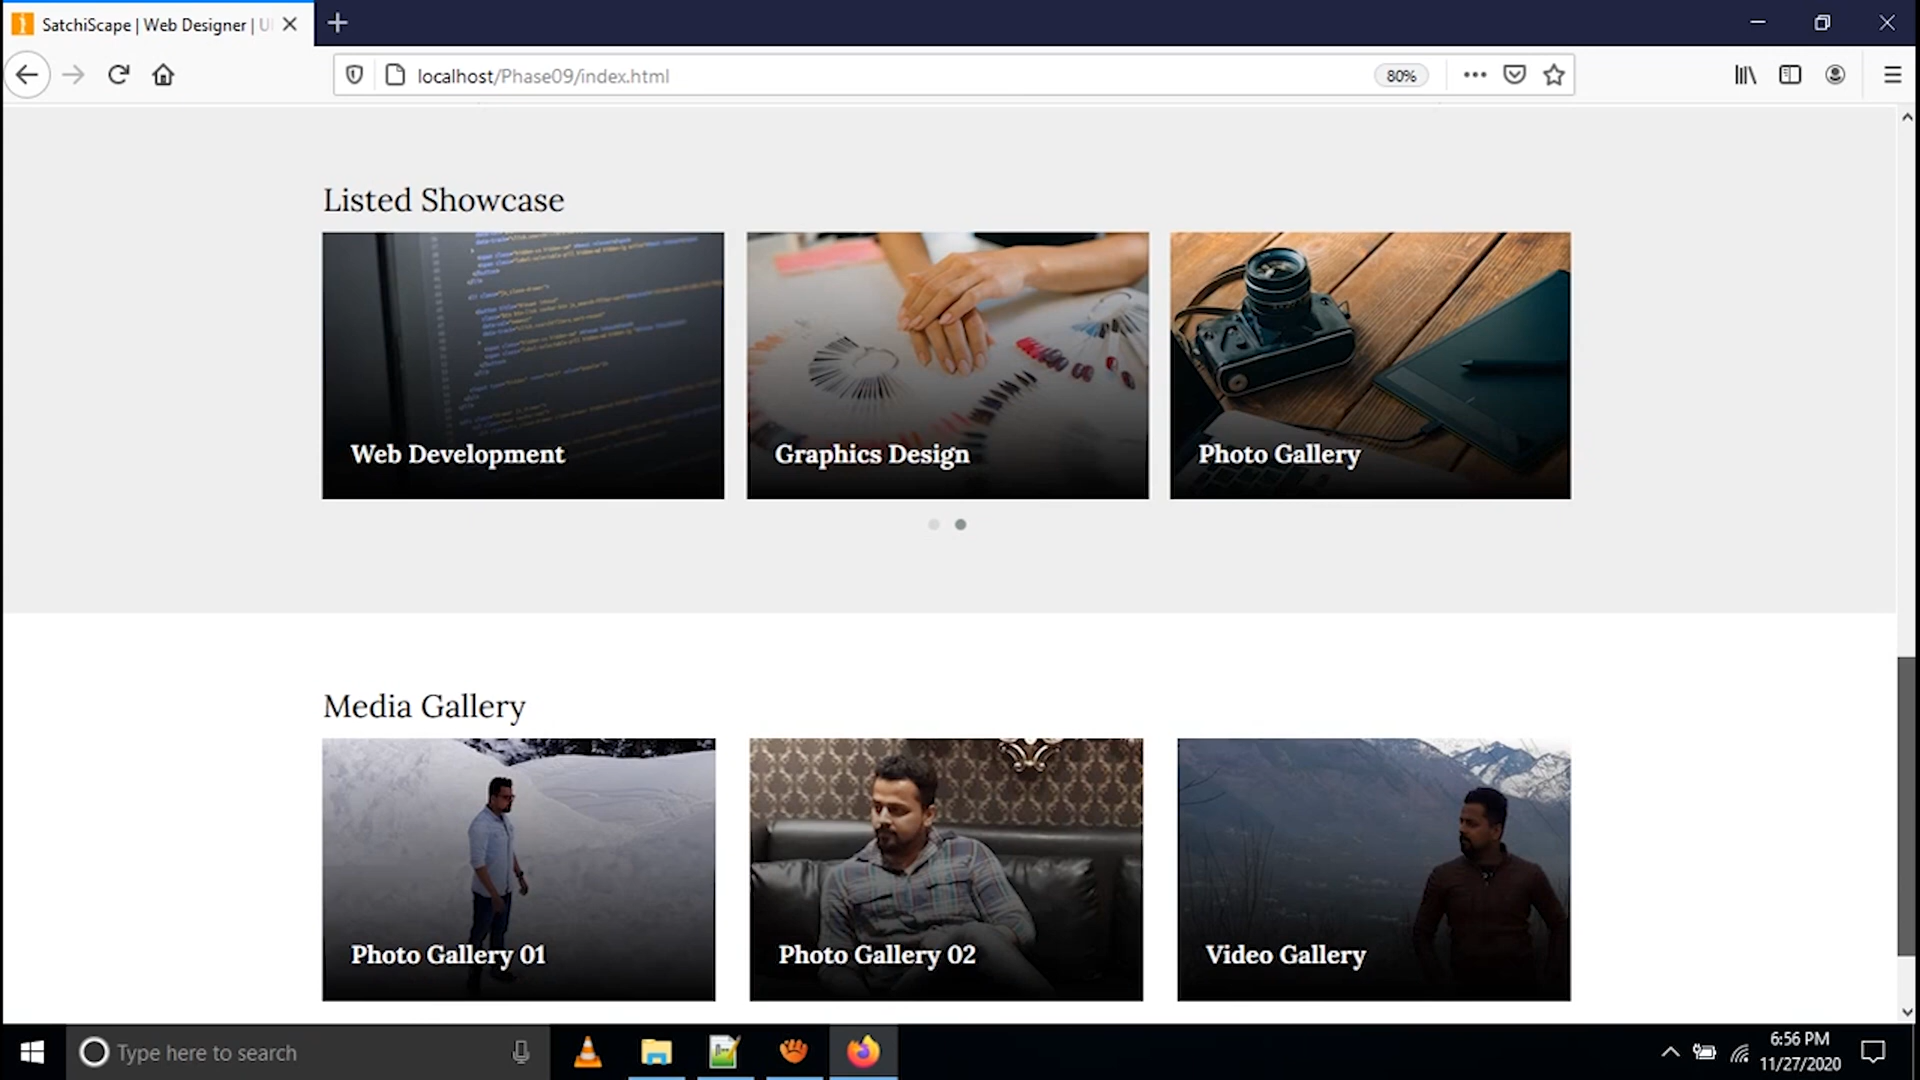 SatchiScape | Web Designer | UI
localhost/Phase09/index.html
80%
Listed Showcase
Web Development
Graphics Design
Photo Gallery
Media Gallery
Photo Gallery 01
Photo Gallery 02
Video Gallery
Type here to search
6:56 PM
11/27/2020